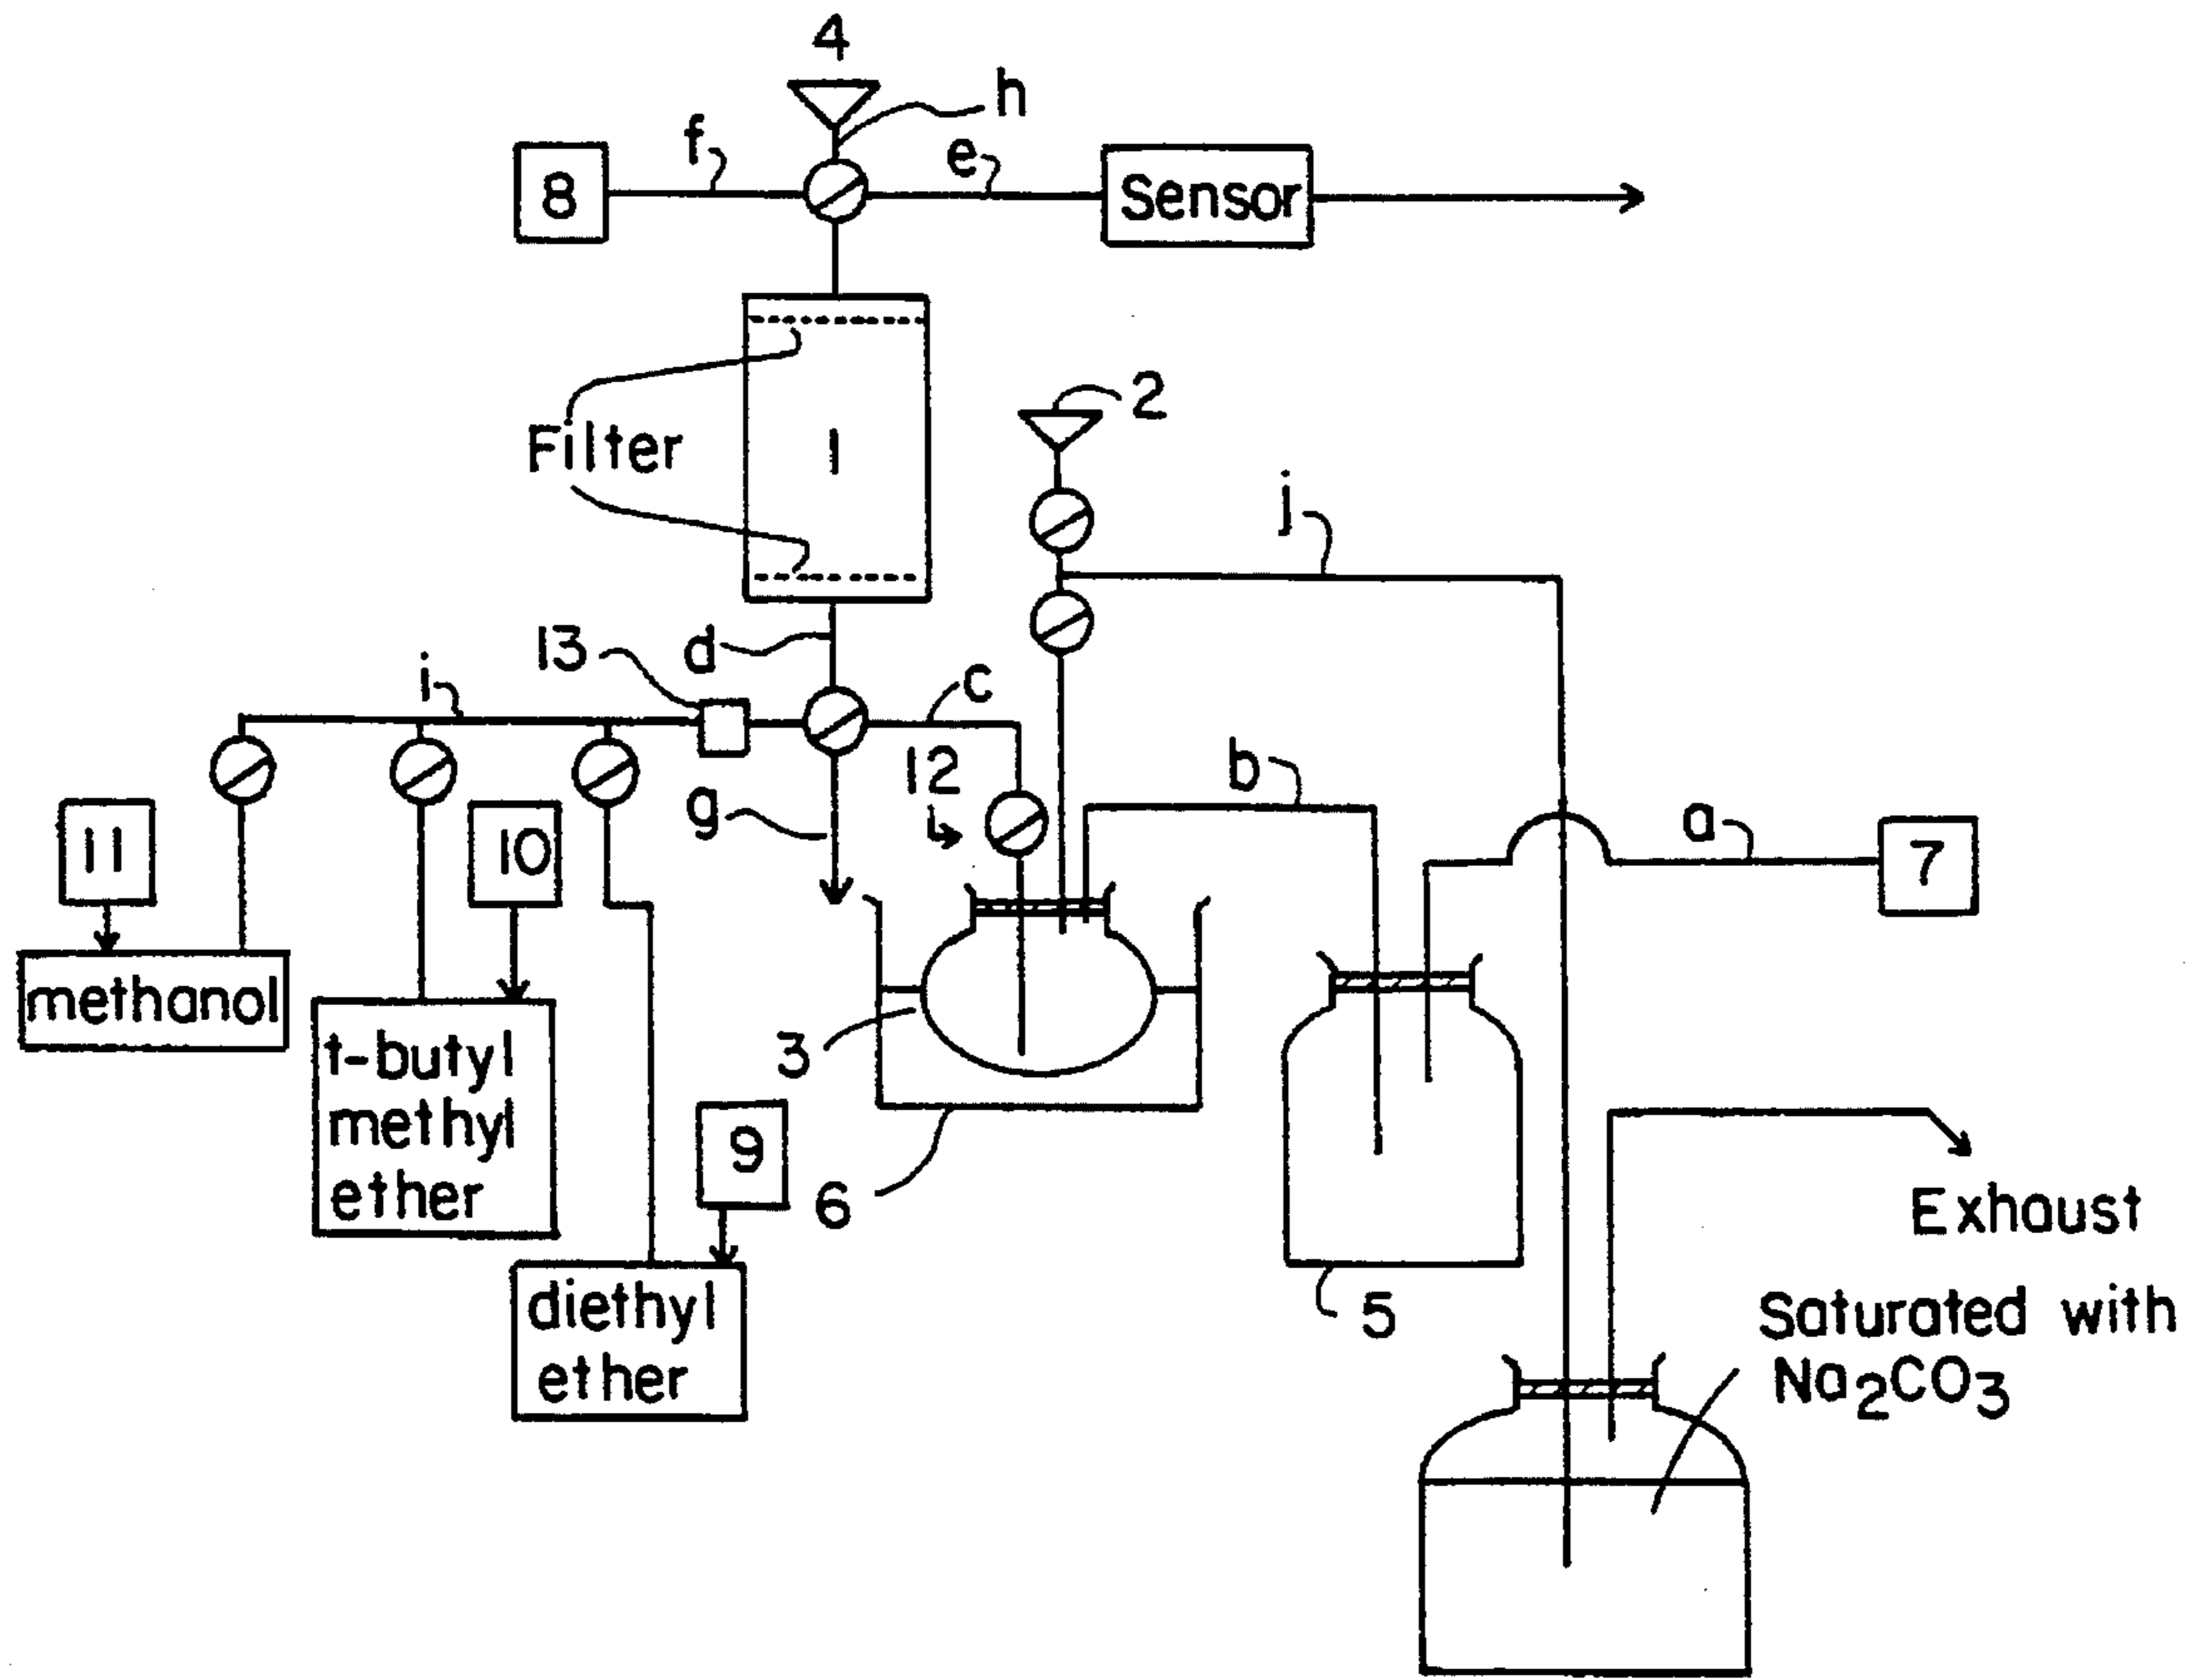 4
h
f
e
8
Sensor
2
Filter
1
j
13
d
i
c
12
b
g
a
11
10
7
methanol
t-butyl
methyl
ether
3
9
6
Exhaust
diethyl
ether
5
Saturated with
Na2CO3